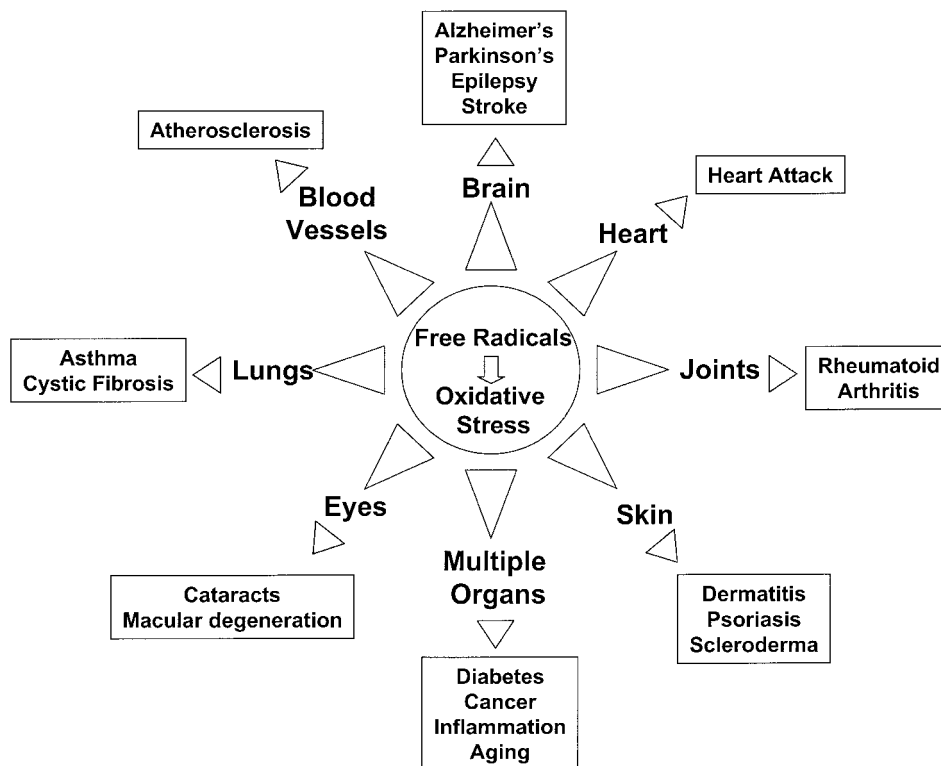 Alzheimer's
Parkinson's
Epilepsy
Stroke
Atherosclerosis
Heart Attack
Brain
Blood
Vessels
Heart
Free Radicals
Oxidative
Stress
Asthma
Cystic Fibrosis
Lungs
Joints
Rheumatoid
Arthritis
Eyes
Skin
Multiple
Organs
Cataracts
Macular degeneration
Dermatitis
Psoriasis
Scleroderma
Diabetes
Cancer
Inflammation
Aging